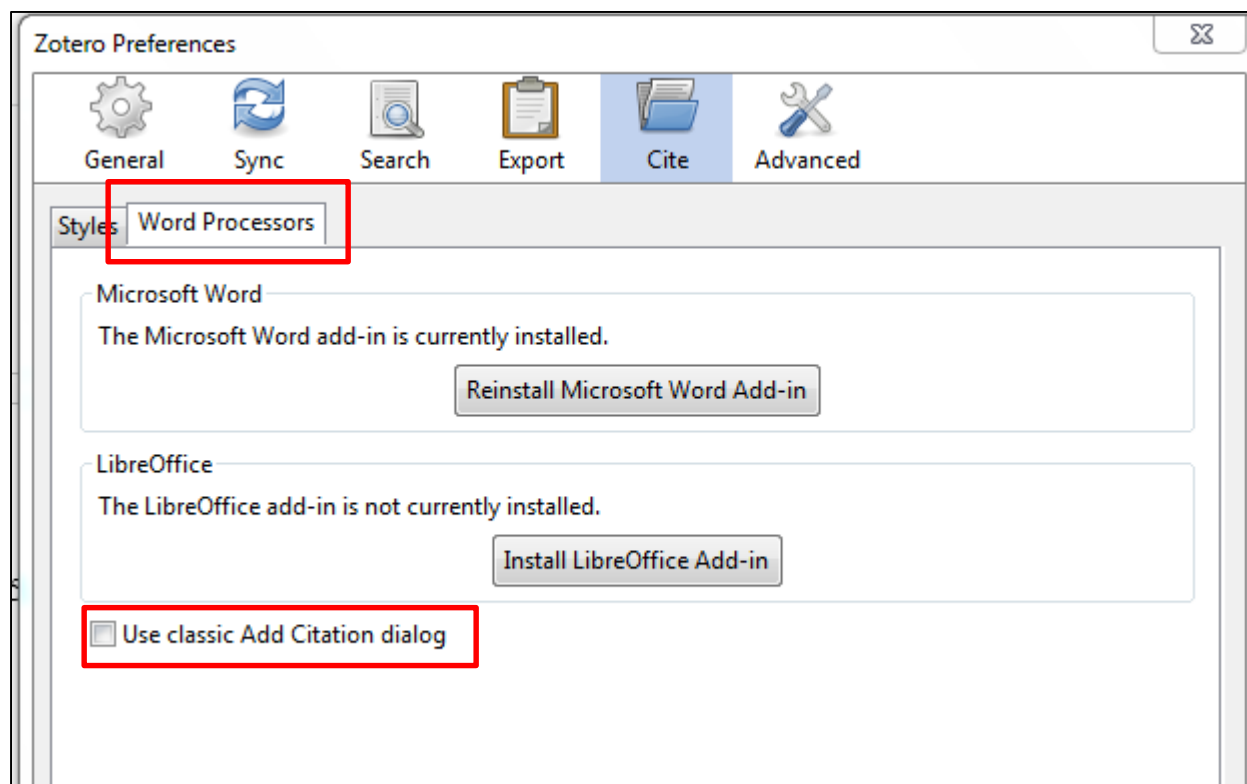 Zotero Preferences
General Sync Search Export Cite Advanced
Styles Word Processors
Microsoft Word
The Microsoft Word add-in is currently installed.
Reinstall Microsoft Word Add-in
LibreOffice
The LibreOffice add-in is not currently installed.
Install LibreOffice Add-in
Use classic Add Citation dialog